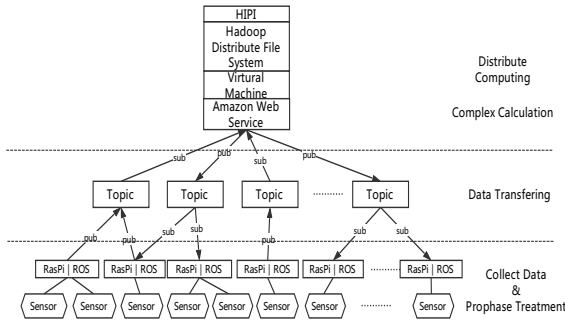 HIPI
Hadoop
Distribute File
System
Virtural
Machine
Amazon Web
Service
Distribute
Computing
Complex Calculation
sub
pub
sub
pub
Topic
Topic
Topic
Topic
Data Transfering
pub
pub
sub
sub
pub
sub
sub
RasPi | ROS
RasPi | ROS
RasPi | ROS
RasPi | ROS
RasPi | ROS
RasPi | ROS
Collect Data
&
Prophase Treatment
Sensor
Sensor
Sensor
Sensor
Sensor
Sensor
Sensor
Sensor